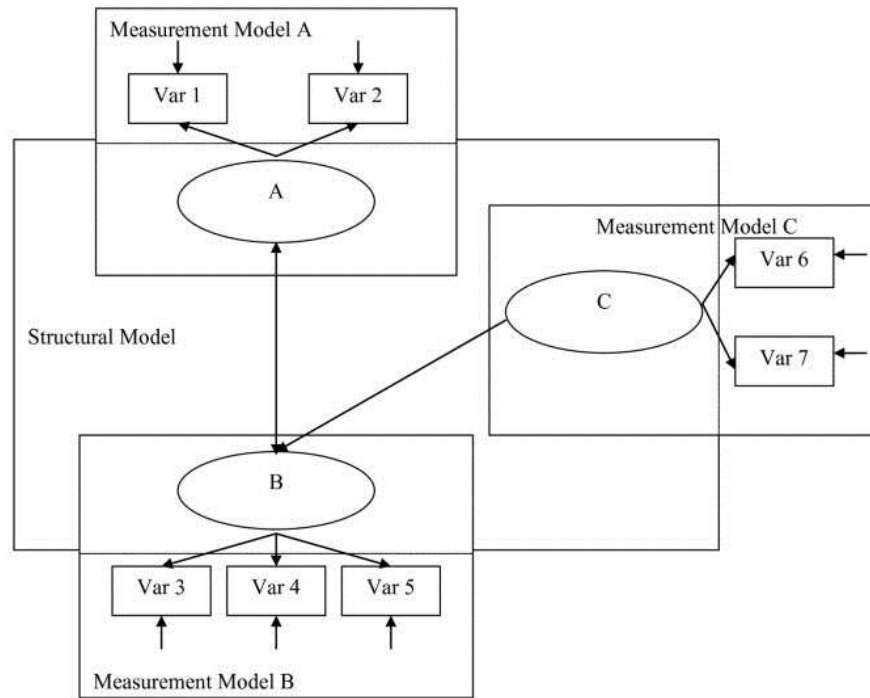 Measurement Model A
Var 1
Var 2
A
Measurement Model C
Var 6
C
Structural Model
Var 7
B
Var 3
Var 4
Var 5
Measurement Model B